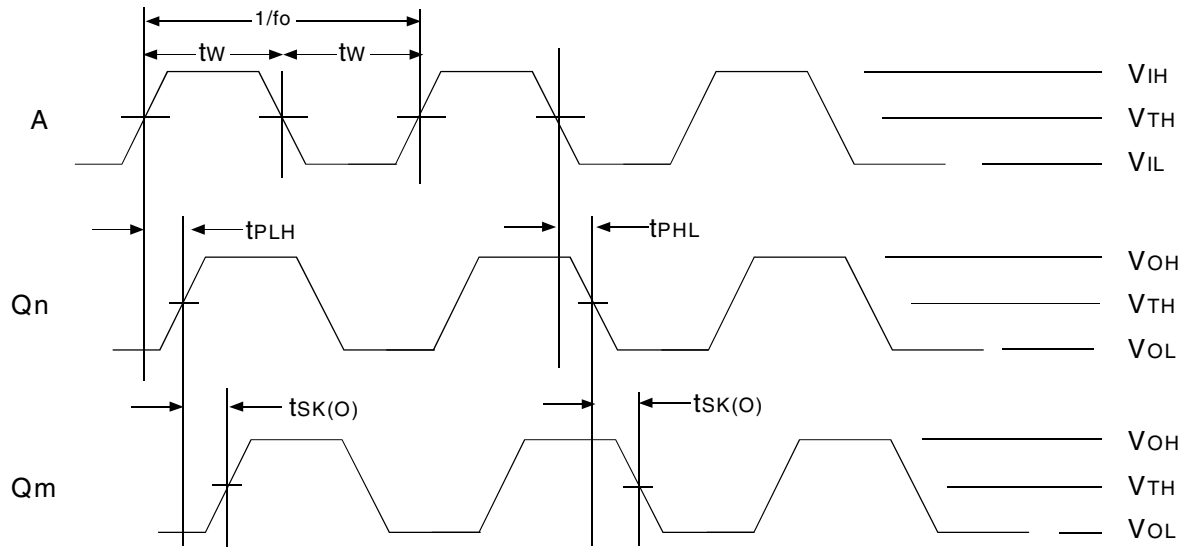 1/fo
tW tW
A
VIH
VTH
VIL
tPLH tPHL
Qn
VOH
VTH
VOL
tSK(O) tSK(O)
Qm
VOH
VTH
VOL